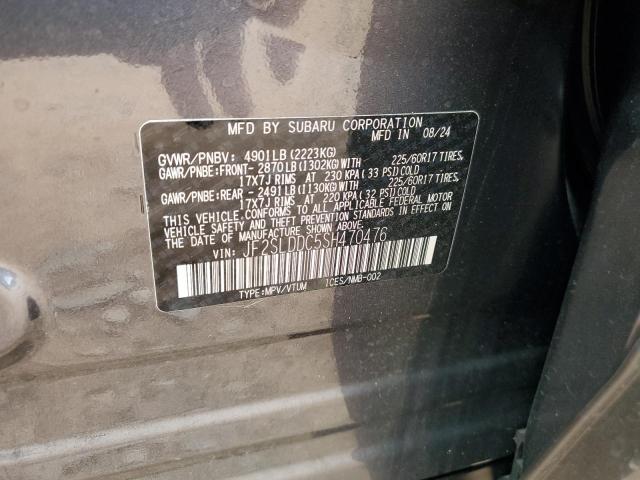 MFD BY SUBARU CORPORATION
MFD IN 08/24
GVWR/PNBV: 4901LB(2223KG)
GAWR/PNBE:FRONT- 2870LB(1302KG)WITH 225/60R17 TIRES,
17X7J RIMS AT 230 KPA( 33 PSI)COLD
GAWR/PNBE:REAR - 2491LB(1130KG)WITH 225/60R17 TIRES,
17X7J RIMS AT 220 KPA( 32 PSI)COLD
THIS VEHICLE CONFORMS TO ALL APPLICABLE FEDERAL MOTOR
VEHICLE SAFETY STANDARDS IN EFFECT ON
THE DATE OF MANUFACTURE SHOWN ABOVE.
VIN: JF2SLDDC5SH470476
TYPE:MPV/VTUM ICES/NMB-002